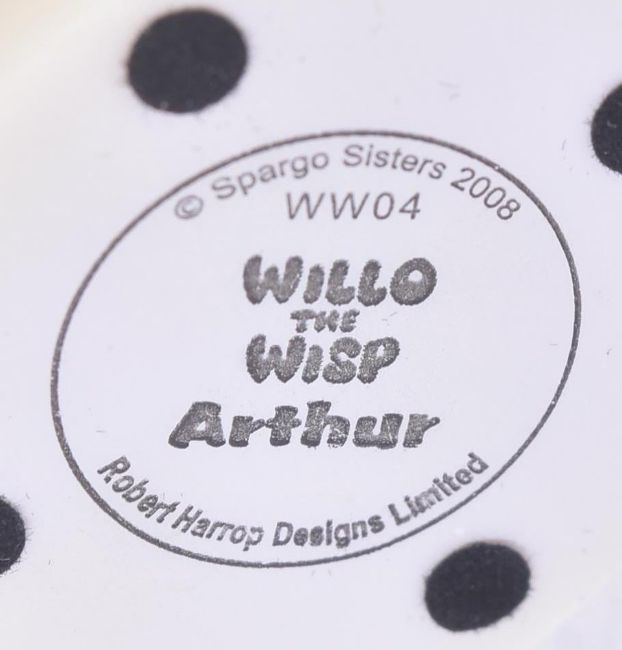 © Spargo Sisters 2008
WW04
WILLO
THE
WISP
Arthur
Robert Harrop Designs Limited